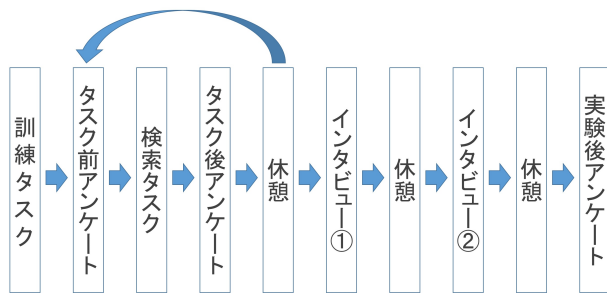 訓練タスク
タスク前アンケート
検索タスク
タスク後アンケート
休憩
インタビュー①
休憩
インタビュー②
休憩
実験後アンケート